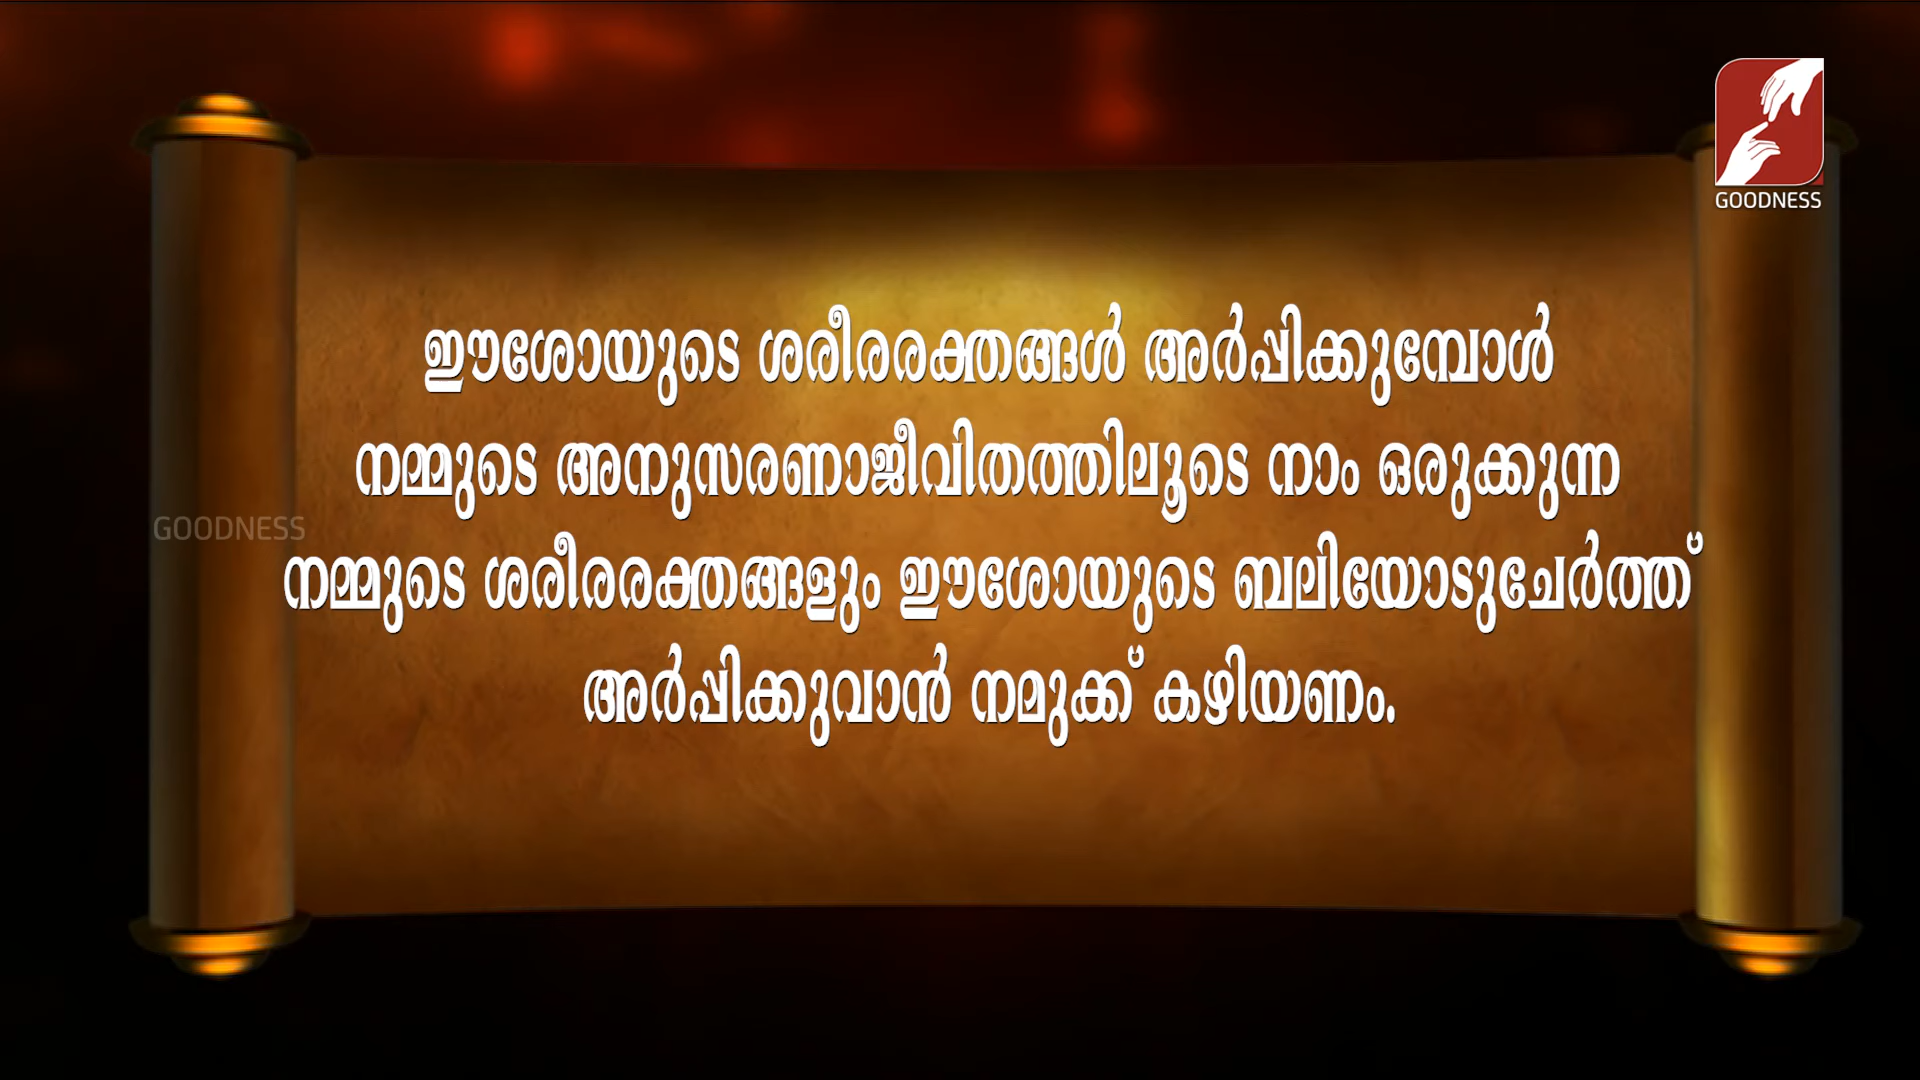 GOODNESS
ഈശോയുടെ ശരീരരക്തങ്ങൾ അർപ്പിക്കുമ്പോൾ
നമ്മുടെ അനുസരണാജീവിതത്തിലൂടെ നാം ഒരുക്കുന്ന
GOODNESS
നമ്മുടെ ശരീരരക്തങ്ങളും ഈശോയുടെ ബലിയോടുചേർത്ത്
അർപ്പിക്കുവാൻ നമുക്ക് കഴിയണം.